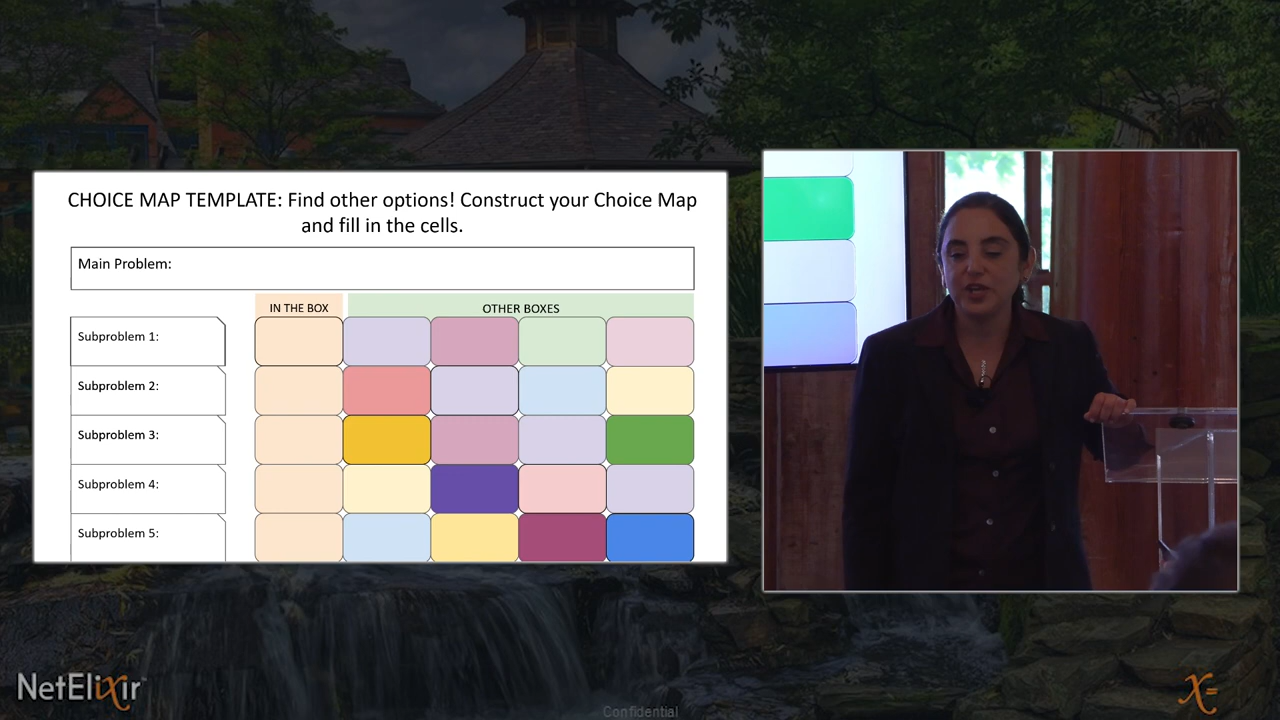 CHOICE MAP TEMPLATE: Find other options! Construct your Choice Map
and fill in the cells.
Main Problem:
IN THE BOX
OTHER BOXES
Subproblem 1:
Subproblem 2:
Subproblem 3:
Subproblem 4:
Subproblem 5:
NetElixir
X=
Confidential